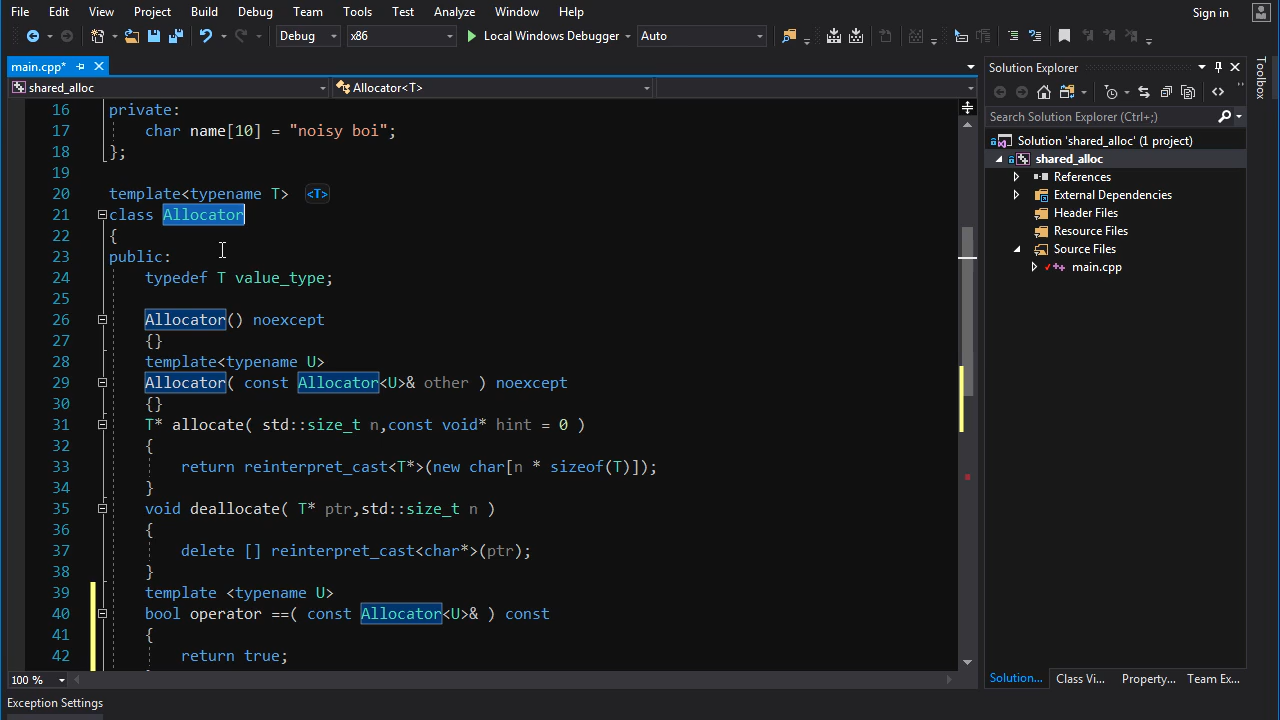 File Edit View Project Build Debug Team Tools Test Analyze Window Help Sign in
Debug x86 Local Windows Debugger Auto
main.cpp*
shared_alloc Allocator<T>
16 private:
17 char name[10] = "noisy boi";
18 };
19
20 template<typename T> <T>
21 class Allocator
22 {
23 public:
24 typedef T value_type;
25
26 Allocator() noexcept
27 {}
28 template<typename U>
29 Allocator( const Allocator<U>& other ) noexcept
30 {}
31 T* allocate( std::size_t n,const void* hint = 0 )
32 {
33 return reinterpret_cast<T*>(new char[n * sizeof(T)]);
34 }
35 void deallocate( T* ptr,std::size_t n )
36 {
37 delete [] reinterpret_cast<char*>(ptr);
38 }
39 template <typename U>
40 bool operator ==( const Allocator<U>& ) const
41 {
42 return true;
100 %
Exception Settings
Solution Explorer
Search Solution Explorer (Ctrl+;)
Solution 'shared_alloc' (1 project)
shared_alloc
References
External Dependencies
Header Files
Resource Files
Source Files
main.cpp
Solution... Class Vi... Property... Team Ex...
Toolbox